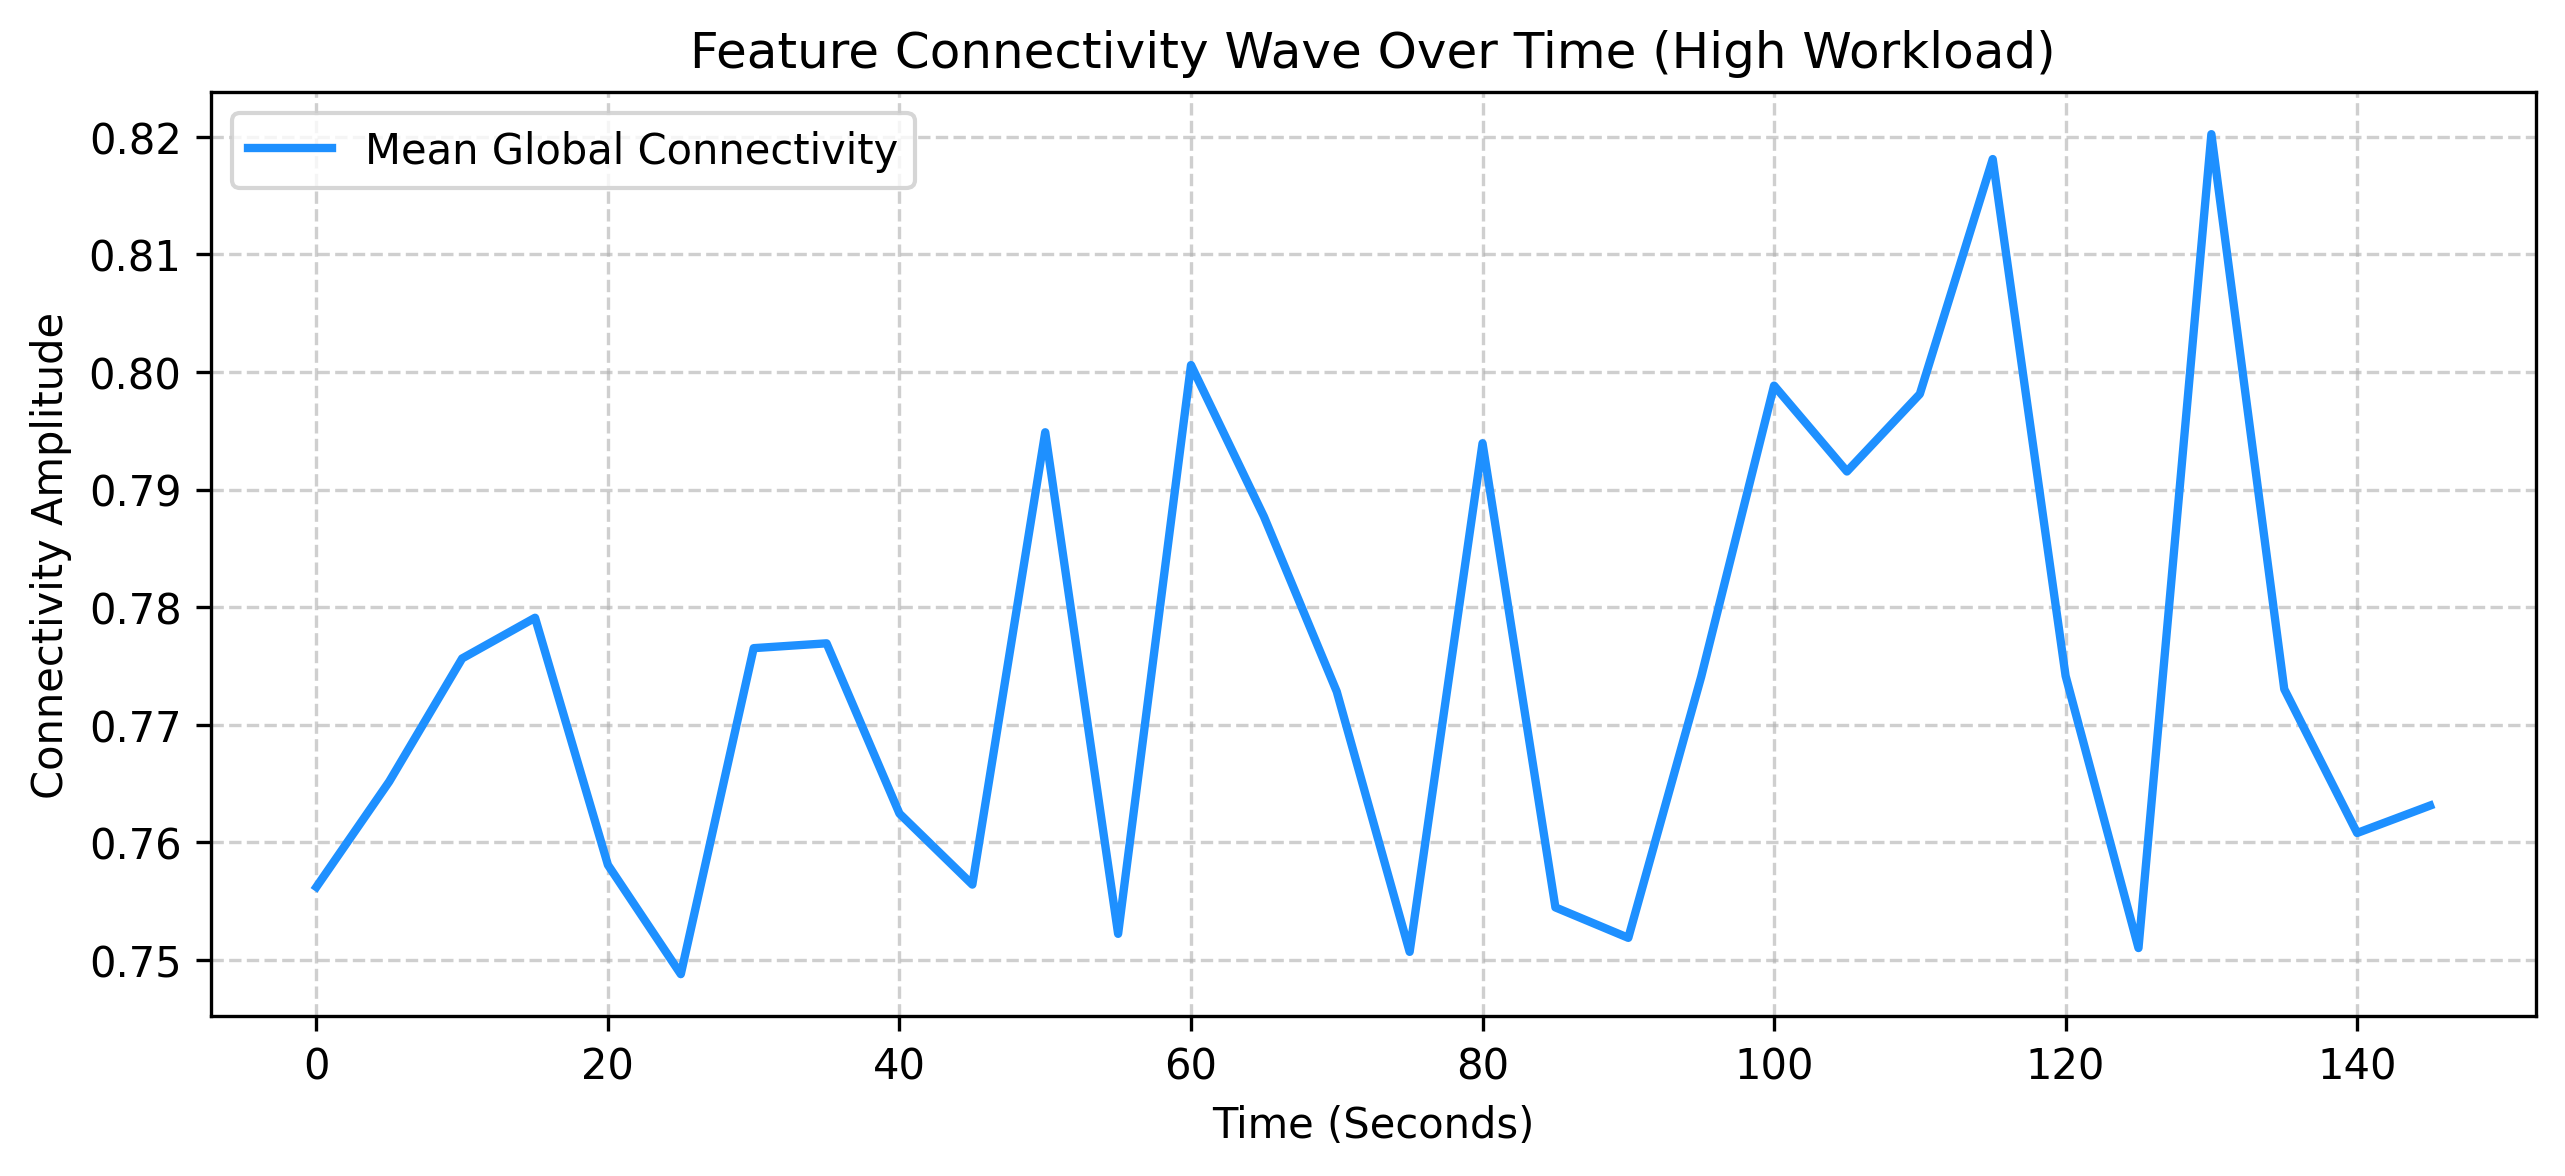 Feature Connectivity Wave Over Time (High Workload)
Mean Global Connectivity
Connectivity Amplitude
0.82
0.81
0.80
0.79
0.78
0.77
0.76
0.75
0 20 40 60 80 100 120 140
Time (Seconds)